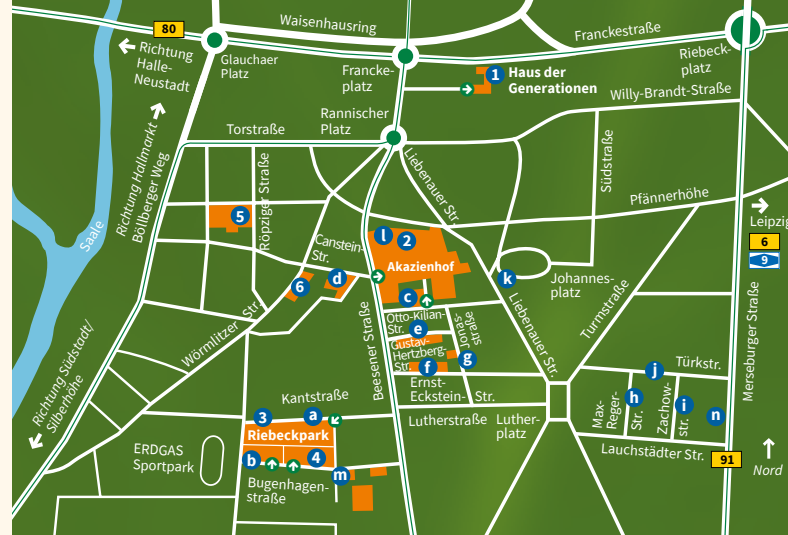 80
Waisenhausring
Franckestraße
Richtung
Halle-
Neustadt
Glauchaer
Platz
Francke-
platz
1
Haus der
Generationen
Riebeck-
platz
Willy-Brandt-Straße
Richtung Hallmarkt
Böllberger Weg
Torstraße
Rannischer
Platz
Liebenauer Str.
Südstraße
Pfännerhöhe
Leipzig
6
9
Saale
Röpziger Straße
5
Canstein-
Str.
l
2
Akazienhof
k
Johannes-
platz
6
d
c
Otto-Kilian-
Str.
e
Jonas-
straße
Gustav-
Hertzberg-
Str.
f
g
Liebenauer Str.
Turmstraße
Merseburger Straße
Wörmlitzer Str.
Beesener Straße
Richtung Südstadt/
Silberhöhe
Ernst-
Eckstein-
Str.
Türkstr.
j
h
i
n
Max-
Reger-
Str.
Zachow-
str.
Kantstraße
3
a
Riebeckpark
b
4
m
Lutherstraße
Luther-
platz
Lauchstädter Str.
91
Nord
ERDGAS
Sportpark
Bugenhagen-
straße